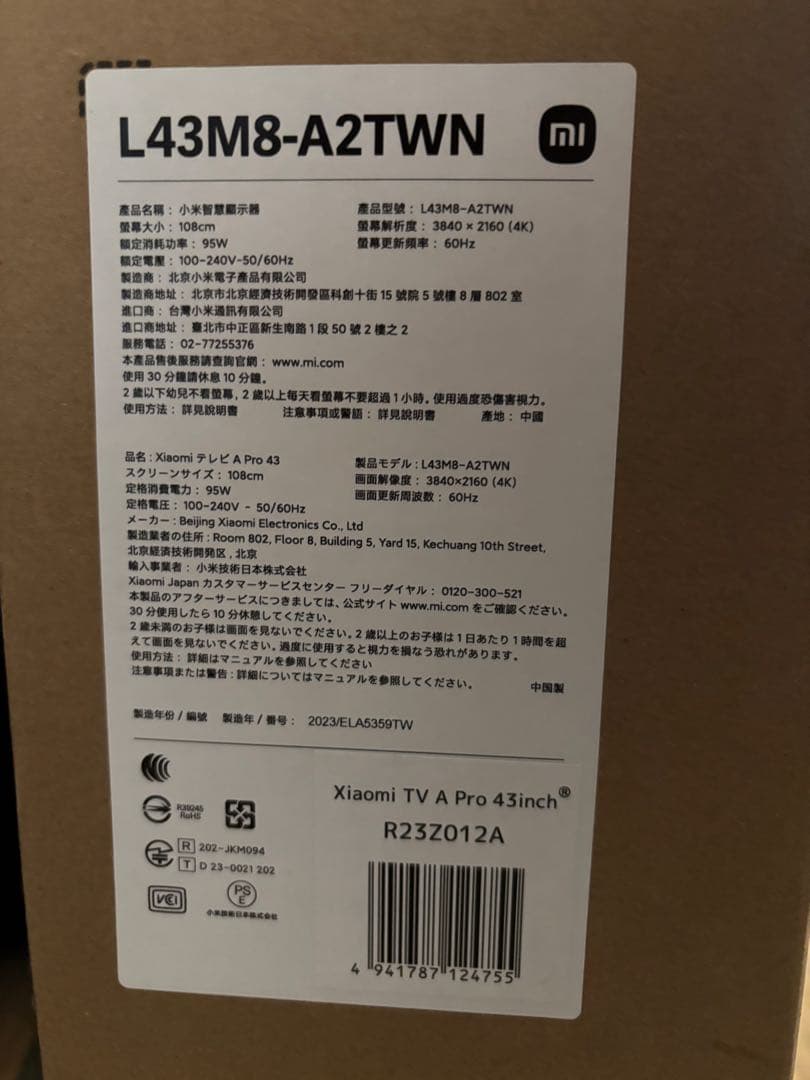 L43M8-A2TWN
產品名稱：小米智慧顯示器
產品型號：L43M8-A2TWN
螢幕大小：108cm
螢幕解析度：3840 × 2160 (4K)
額定消耗功率：95W
螢幕更新頻率：60Hz
額定電壓：100-240V-50/60Hz
製造商：北京小米電子產品有限公司
製造商地址：北京市北京經濟技術開發區科創十街 15 號院 5 號樓 8 層 802 室
進口商：台灣小米通訊有限公司
進口商地址：臺北市中正區新生南路 1 段 50 號 2 樓之 2
服務電話：02-77255376
本產品售後服務請查詢官網：www.mi.com
使用 30 分鐘請休息 10 分鐘。
2 歲以下幼兒不看螢幕，2 歲以上每天看螢幕不要超過 1 小時。使用過度恐傷害視力。
使用方法：詳見說明書 注意事項或警語：詳見說明書 產地：中國
品名 : Xiaomi テレビ A Pro 43
製品モデル : L43M8-A2TWN
スクリーンサイズ：108cm
画面解像度：3840×2160 (4K)
定格消費電力：95W
画面更新周波数：60Hz
定格電圧：100-240V - 50/60Hz
メーカー : Beijing Xiaomi Electronics Co., Ltd
製造業者の住所 : Room 802, Floor 8, Building 5, Yard 15, Kechuang 10th Street,
北京経済技術開発区 , 北京
輸入事業者：小米技術日本株式会社
Xiaomi Japan カスタマーサービスセンター フリーダイヤル：0120-300-521
本製品のアフターサービスにつきましては、公式サイト www.mi.com をご確認ください。
30 分使用したら 10 分休憩してください。
2 歳未満のお子様は画面を見ないでください。2 歳以上のお子様は 1 日あたり 1 時間を超
えて画面を見ないでください。過度に使用すると視力を損なう恐れがあります。
使用方法：詳細はマニュアルを参照してください
注意事項または警告 : 詳細についてはマニュアルを参照してください。 中国製
製造年份 / 編號 製造年 / 番号： 2023/ELA5359TW
R39245
RoHS
R 202-JKM094
T D 23-0021 202
VCI
PS
E
小米技術日本株式会社
Xiaomi TV A Pro 43inch®
R23Z012A
4 941787 124755